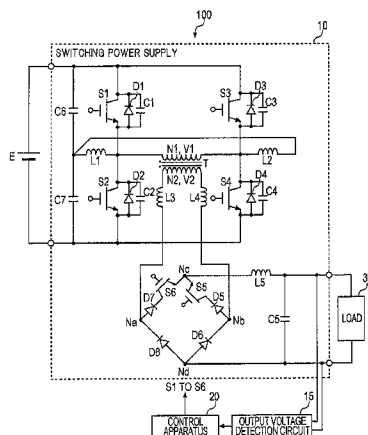 100
10
SWITCHING POWER SUPPLY
S1 D1 C1
S3 D3 C3
C6
N1, V1
L1 T L2
E
N2, V2
S2 D2 C2
L3 L4
S4 D4 C4
C7
Nc L5
S6 S5
D7 D5
Na Nb
D8 D6
C5
Nd
3
LOAD
S1 TO S6
20 15
CONTROL APPARATUS
OUTPUT VOLTAGE DETECTION CIRCUIT